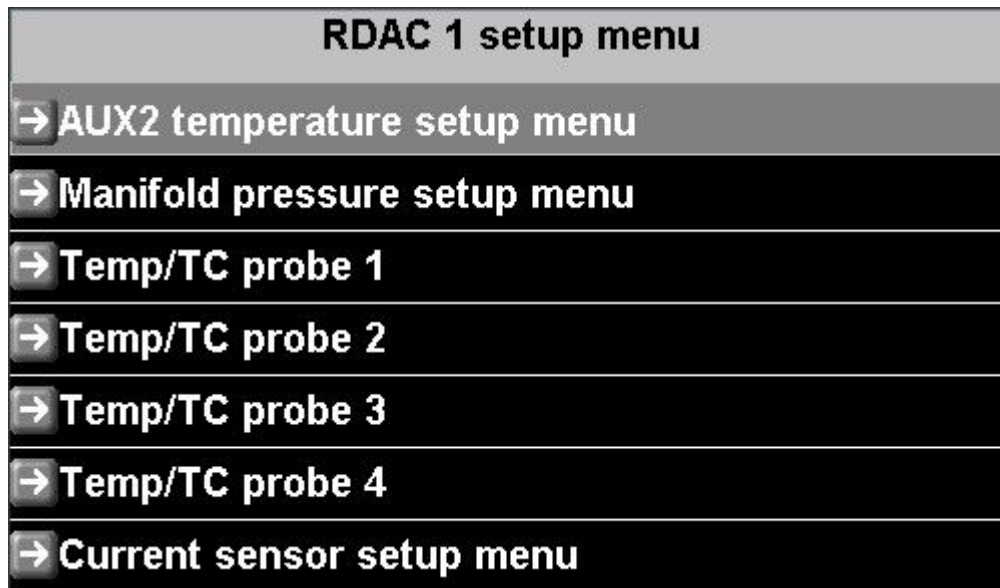 RDAC 1 setup menu
AUX2 temperature setup menu
Manifold pressure setup menu
Temp/TC probe 1
Temp/TC probe 2
Temp/TC probe 3
Temp/TC probe 4
Current sensor setup menu